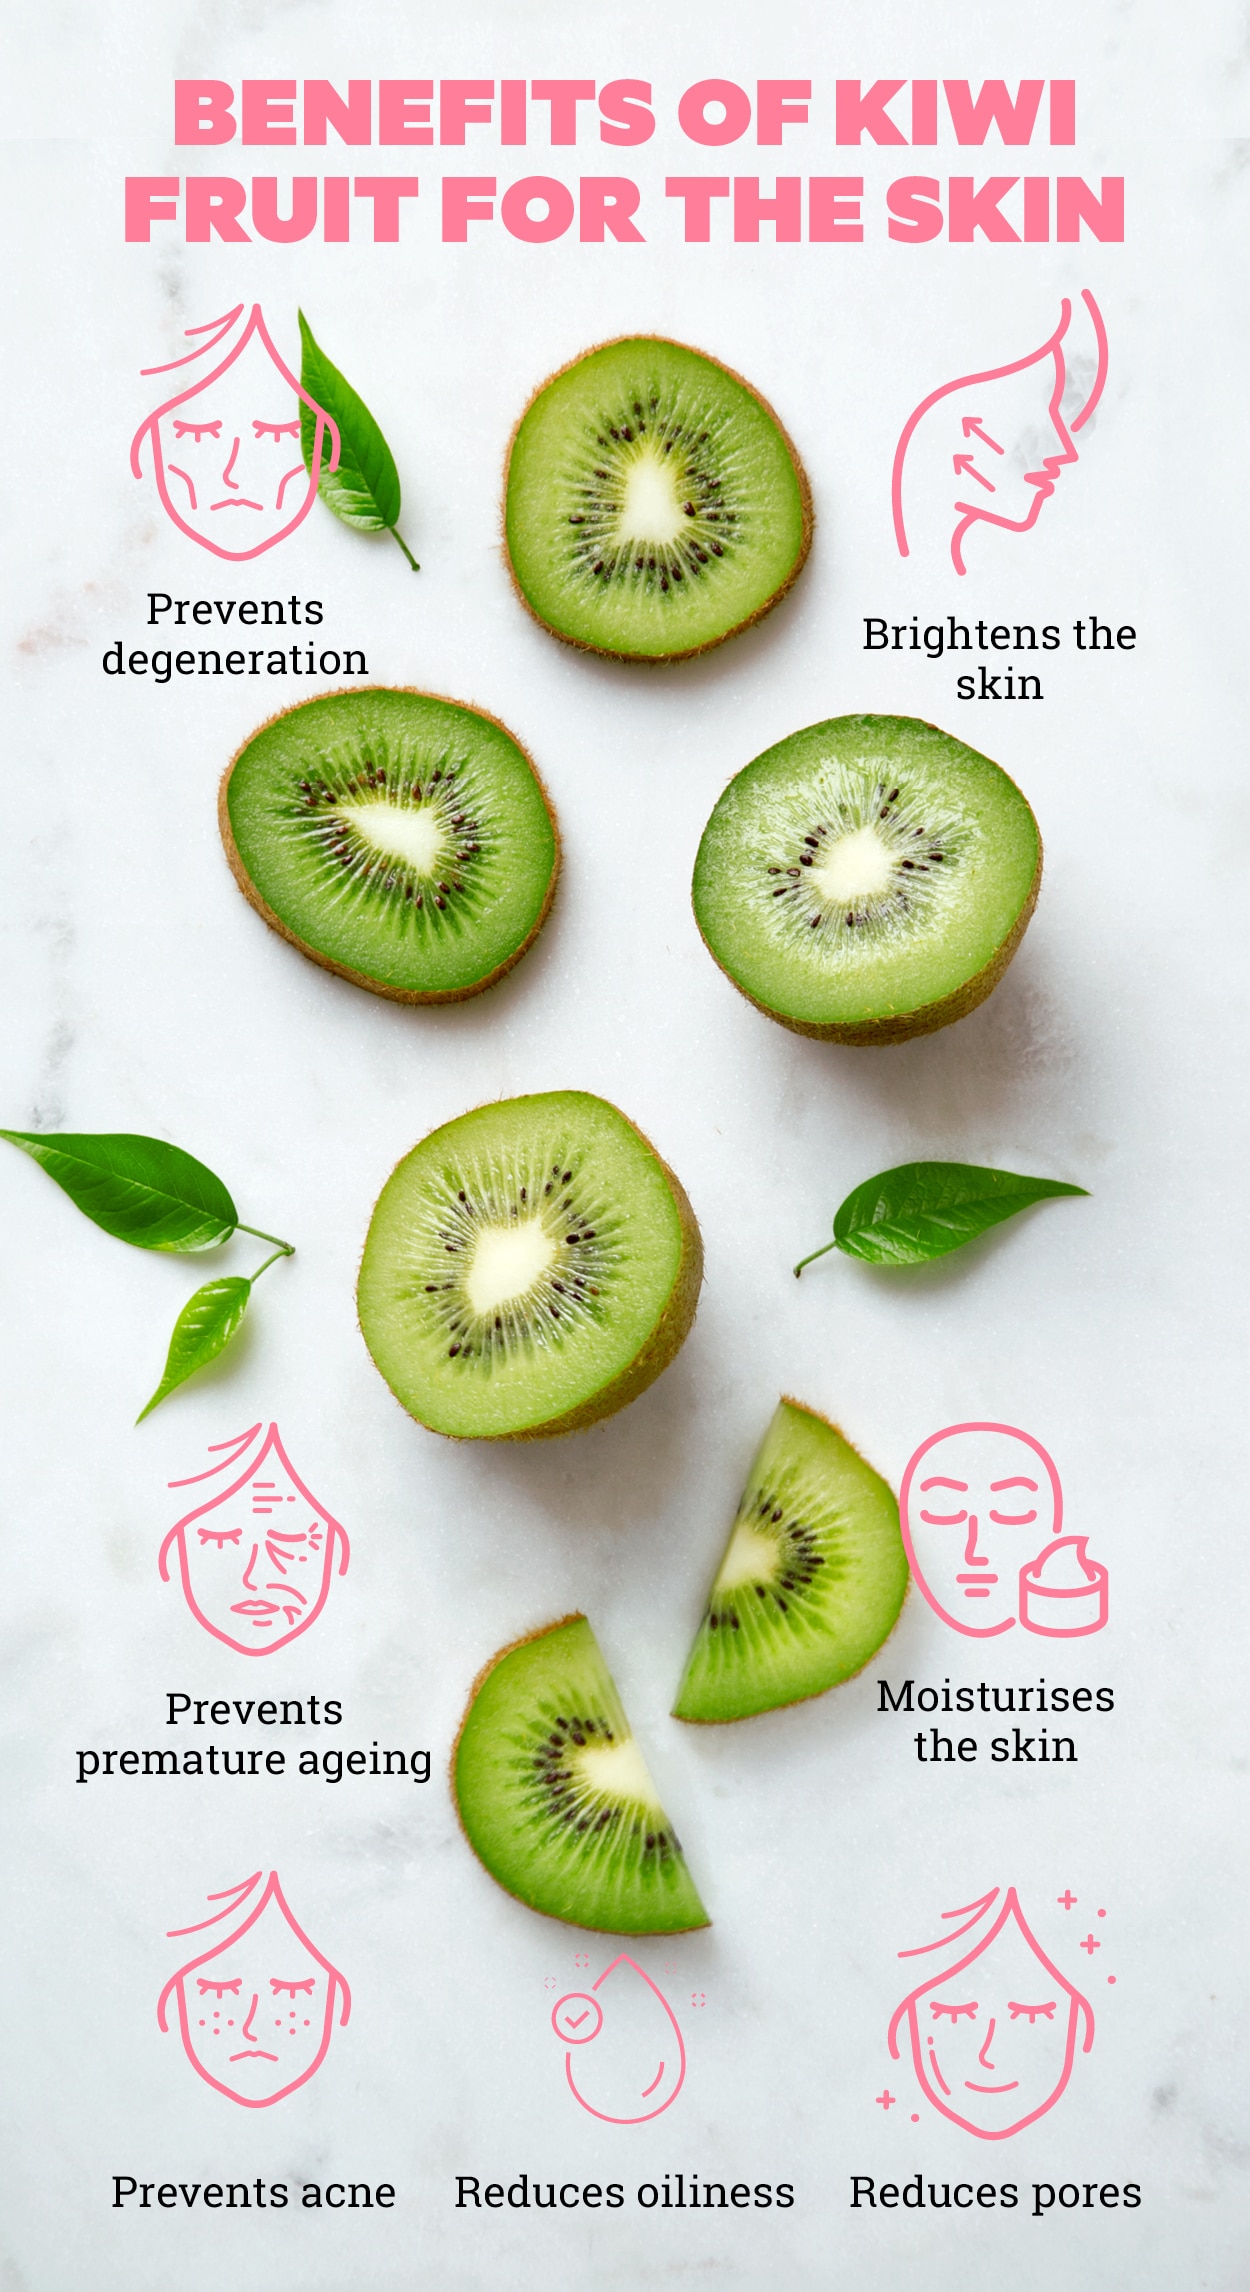 BENEFITS OF KIWI
FRUIT FOR THE SKIN
Prevents
degeneration
Brightens the
skin
Prevents
premature ageing
Moisturises
the skin
Prevents acne
Reduces oiliness
Reduces pores